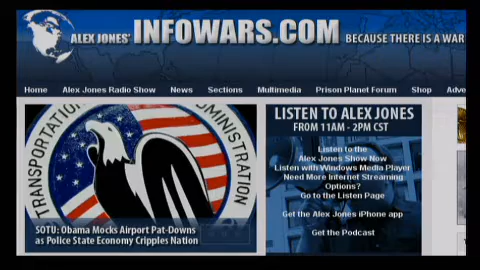 ALEX JONES' INFOWARS.COM BECAUSE THERE IS A WAR
Home Alex Jones Radio Show News Sections Multimedia Prison Planet Forum Shop Adve
TRANSPORTATION ADMINISTRATION
SOTU: Obama Mocks Airport Pat-Downs
as Police State Economy Cripples Nation
LISTEN TO ALEX JONES
FROM 11AM - 2PM CST
Listen to the
Alex Jones Show Now
Listen with Windows Media Player
Need More Internet Streaming
Options?
Go to the Listen Page
Get the Alex Jones iPhone app
Get the Podcast